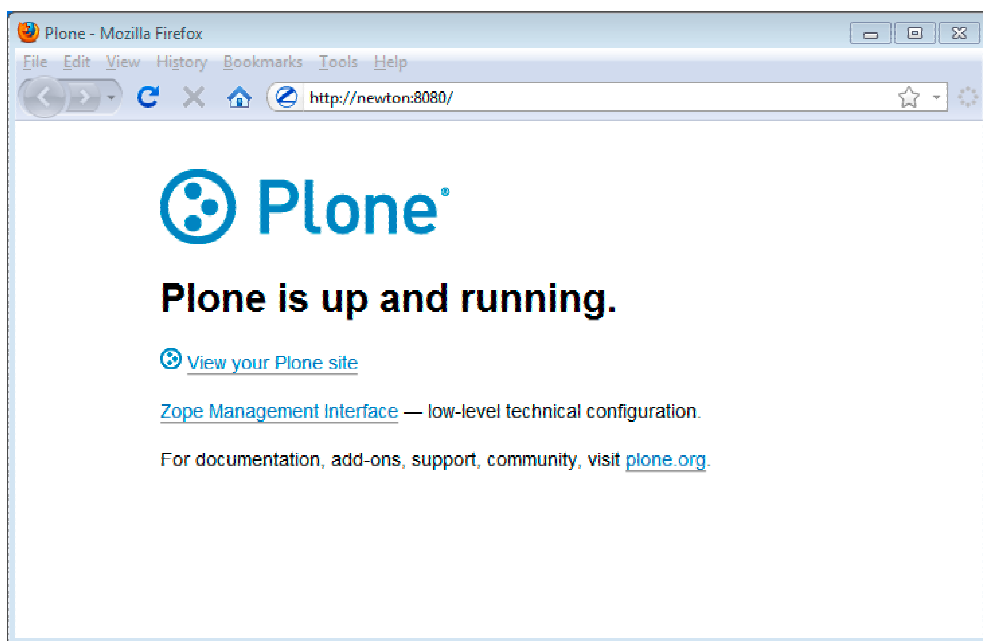 Plone - Mozilla Firefox
File Edit View History Bookmarks Tools Help
http://newton:8080/
Plone®
Plone is up and running.
View your Plone site
Zope Management Interface — low-level technical configuration.
For documentation, add-ons, support, community, visit plone.org.